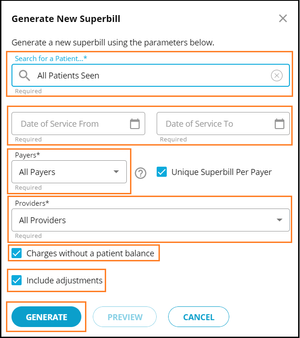 Generate New Superbill
Generate a new superbill using the parameters below.
Search for a Patient...*
All Patients Seen
Required
Date of Service From Date of Service To
Required Required
Payers*
All Payers Unique Superbill Per Payer
Required
Providers*
All Providers
Required
Charges without a patient balance
Include adjustments
GENERATE PREVIEW CANCEL